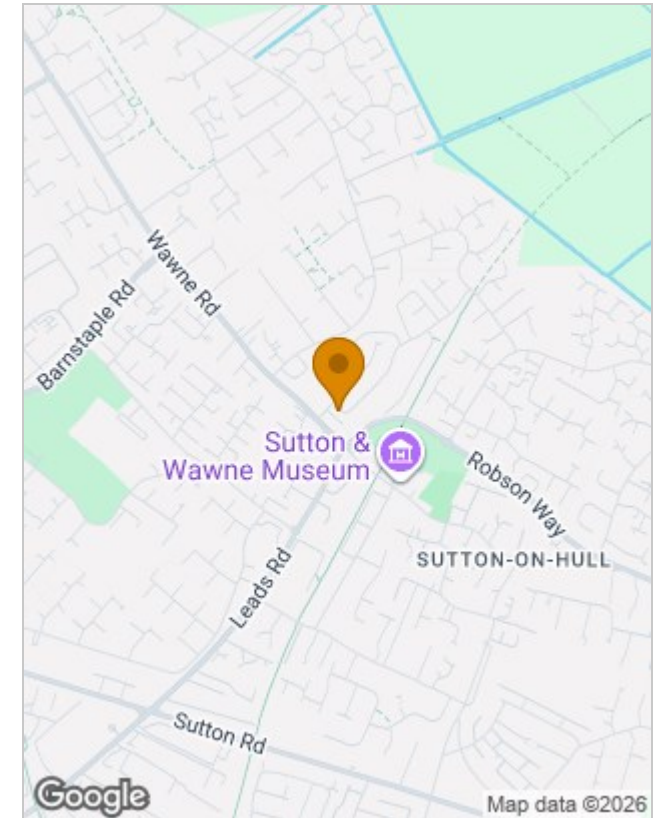 Wawne Rd
Barnstaple Rd
Sutton &
Wawne Museum
Robson Way
SUTTON-ON-HULL
Leads Rd
Sutton Rd
Google
Map data ©2026